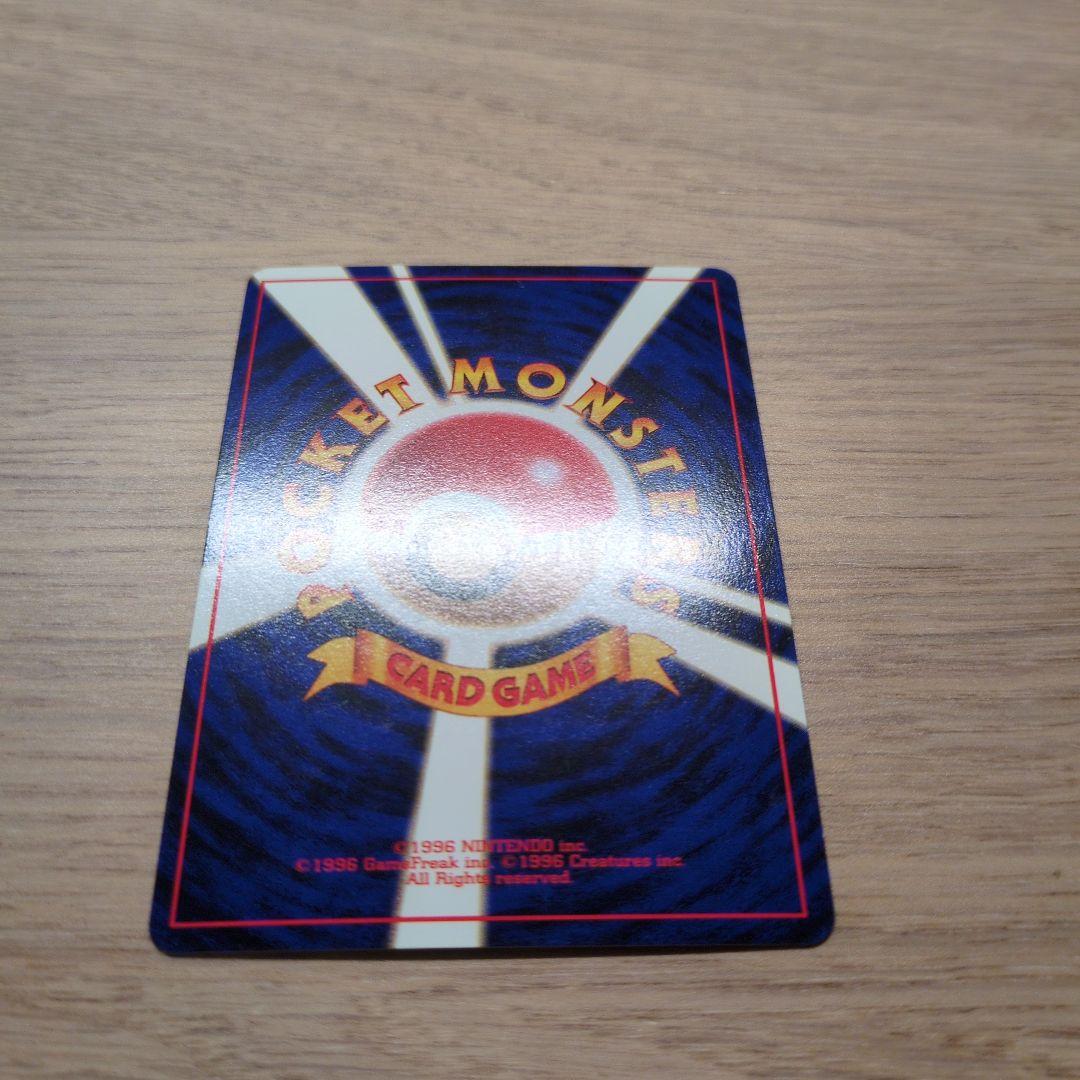 POCKET MONSTERS
CARD GAME
©1996 NINTENDO inc.
©1996 GameFreak inc. ©1996 Creatures inc.
All Rights reserved.